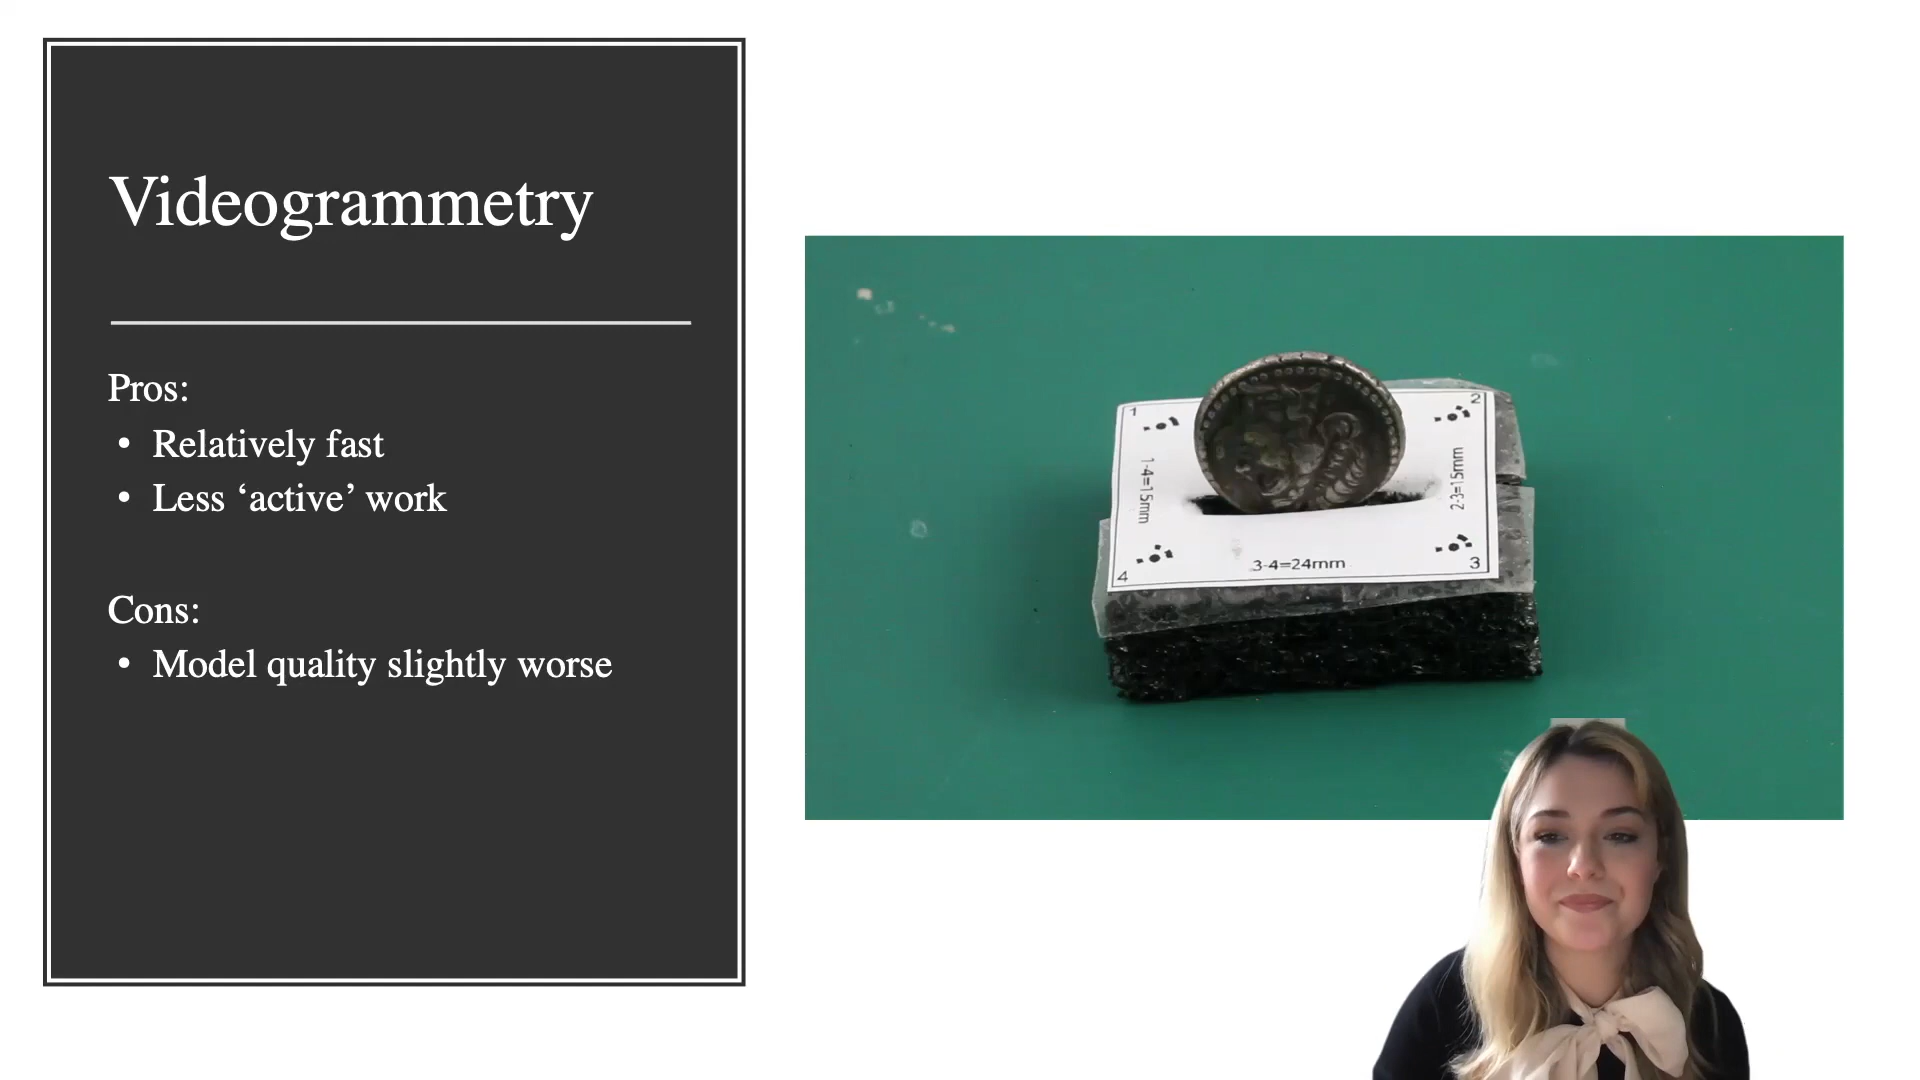 Videogrammetry
Pros:
• Relatively fast
• Less ‘active’ work
Cons:
• Model quality slightly worse
1
2
1-4=15mm
2-3=15mm
3-4=24mm
4
3